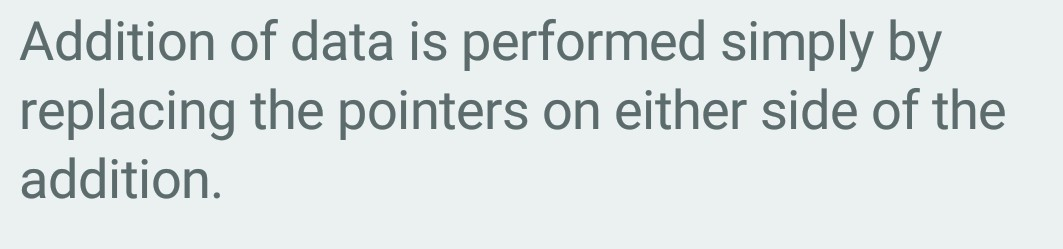 Addition of data is performed simply by
replacing the pointers on either side of the
addition.